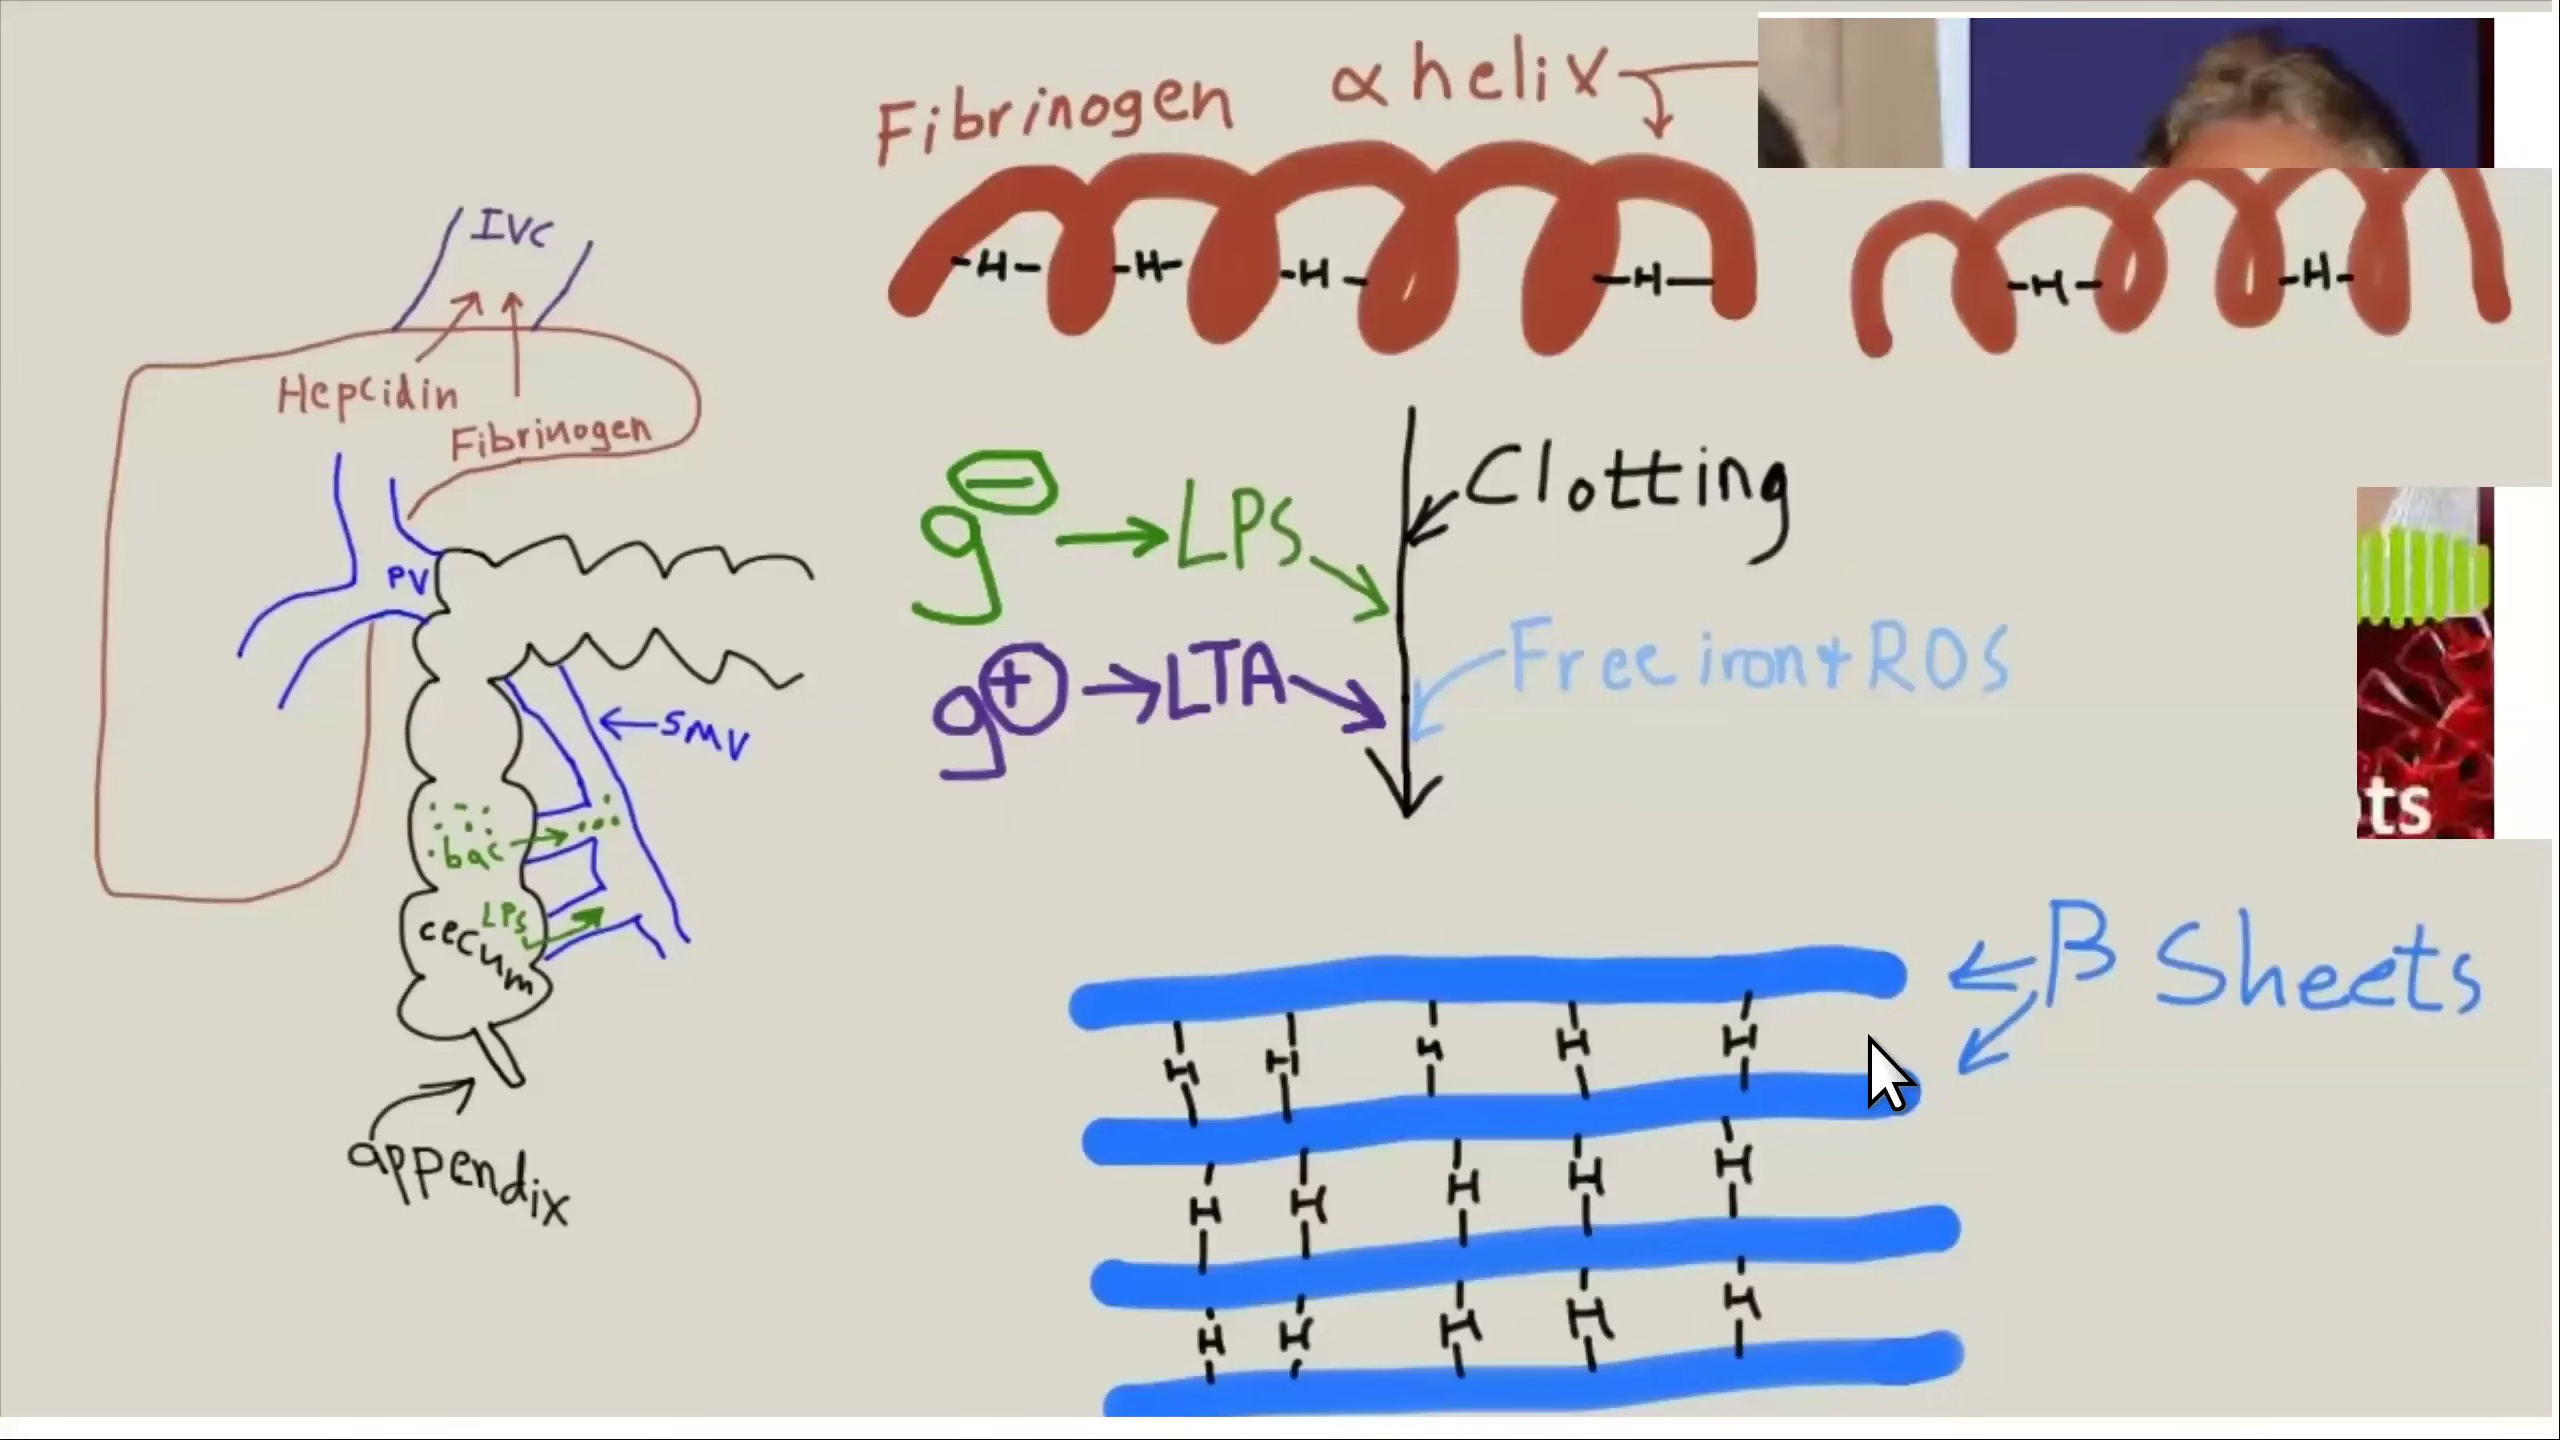 Fibrinogen α helix
-H- -H- -H- -H- -H- -H-
IVC
Hepcidin
Fibrinogen
PV
SMV
bac
LPS
cecum
appendix
g⊖ → LPS
Clotting
g⊕ → LTA
Free iron + ROS
ts
β Sheets
H H H H H
H H H H H
H H H H H